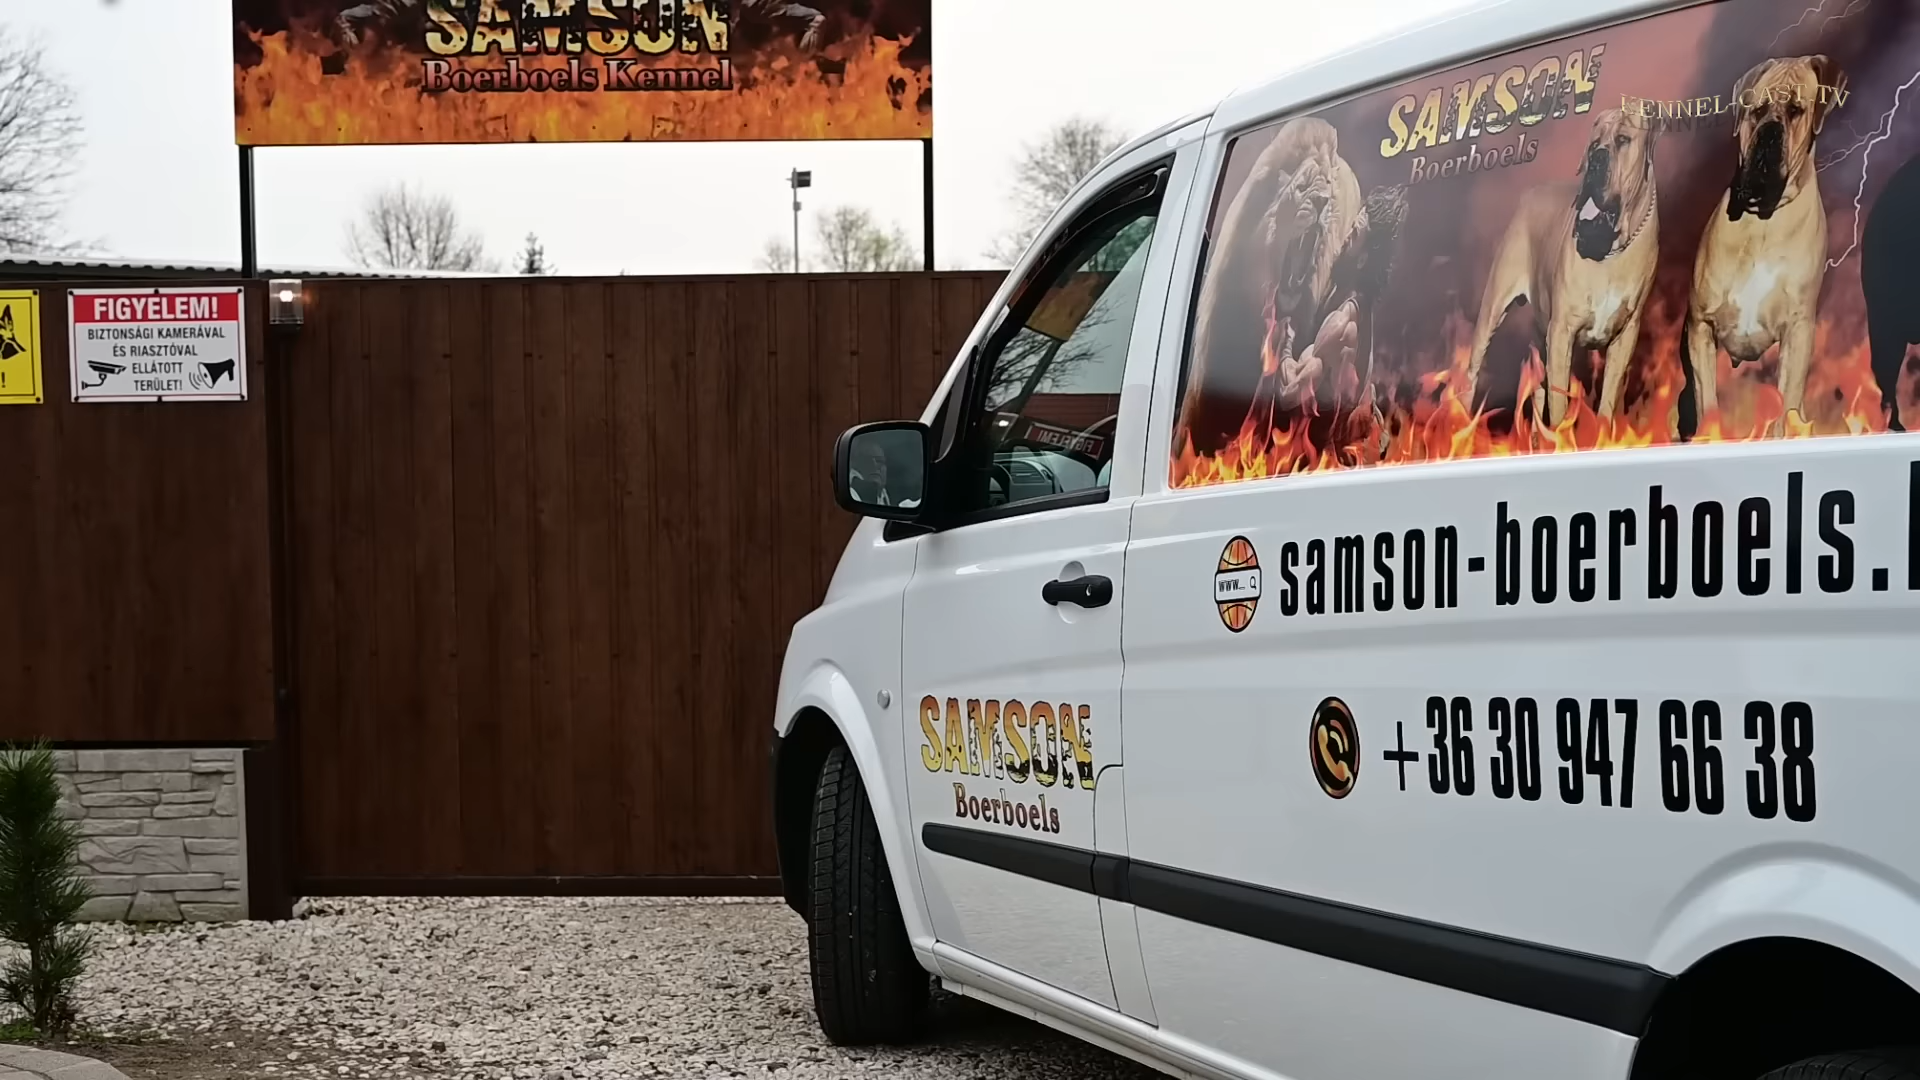 SAMSON
Boerboels Kennel
FIGYELEM!
BIZTONSÁGI KAMERÁVAL
ÉS RIASZTÓVAL
ELLÁTOTT
TERÜLET!
!
SAMSON
Boerboels
KENNEL-CAST-TV
www...
samson-boerboels.
+36 30 947 66 38
SAMSON
Boerboels